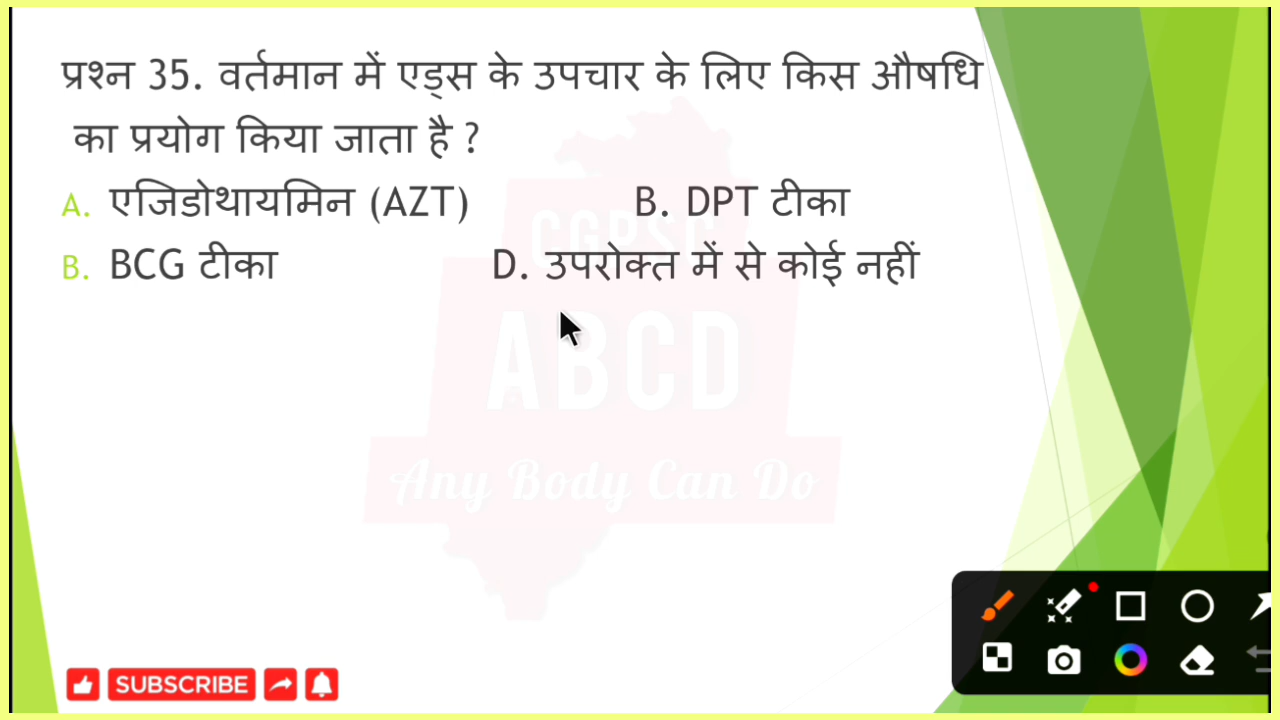 प्रश्न 35. वर्तमान में एड्स के उपचार के लिए किस औषधि
का प्रयोग किया जाता है ?
A. एजिडोथायमिन (AZT) B. DPT टीका
B. BCG टीका D. उपरोक्त में से कोई नहीं
CGPSC
ABCD
Any Body Can Do
SUBSCRIBE